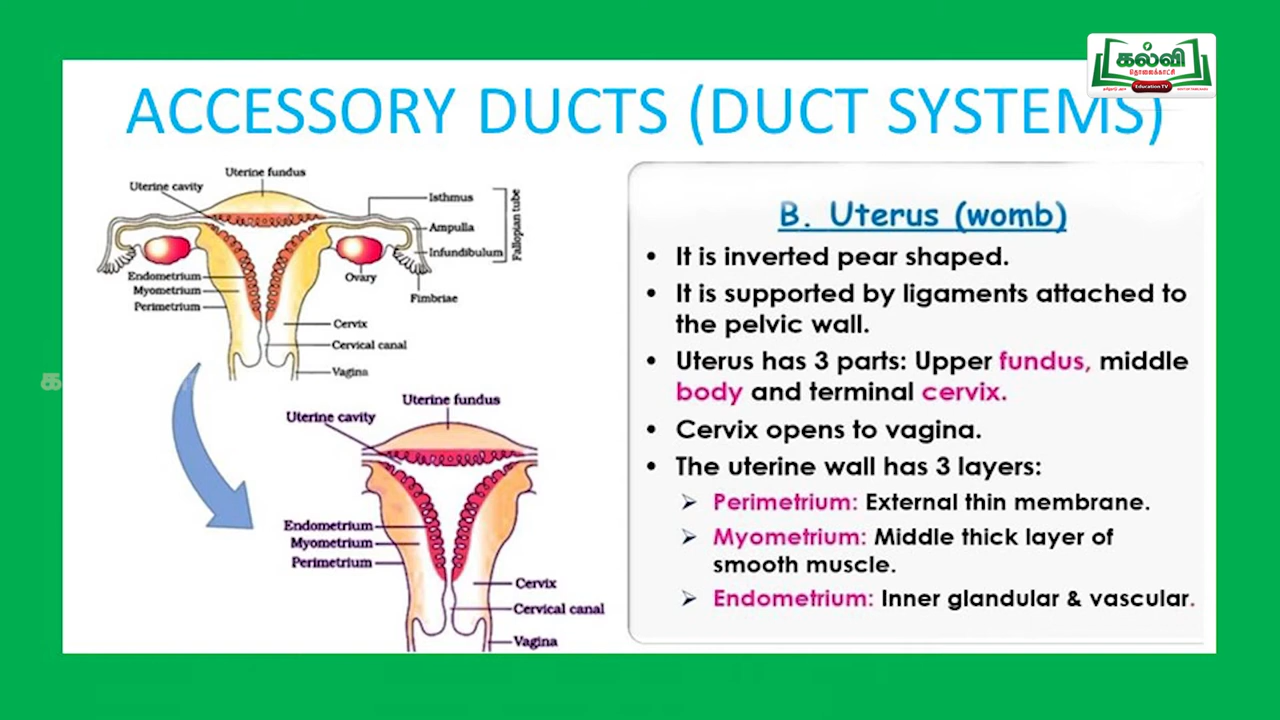 கல்வி
தொலைக்காட்சி
Education TV
ACCESSORY DUCTS (DUCT SYSTEMS)
Uterine fundus
Uterine cavity
Isthmus
Ampulla
Infundibulum
Fallopian tube
Endometrium
Myometrium
Perimetrium
Ovary
Fimbriae
Cervix
Cervical canal
Vagina
Uterine fundus
Uterine cavity
Endometrium
Myometrium
Perimetrium
Cervix
Cervical canal
Vagina
B. Uterus (womb)
• It is inverted pear shaped.
• It is supported by ligaments attached to
the pelvic wall.
• Uterus has 3 parts: Upper fundus, middle
body and terminal cervix.
• Cervix opens to vagina.
• The uterine wall has 3 layers:
➢ Perimetrium: External thin membrane.
➢ Myometrium: Middle thick layer of
smooth muscle.
➢ Endometrium: Inner glandular & vascular.